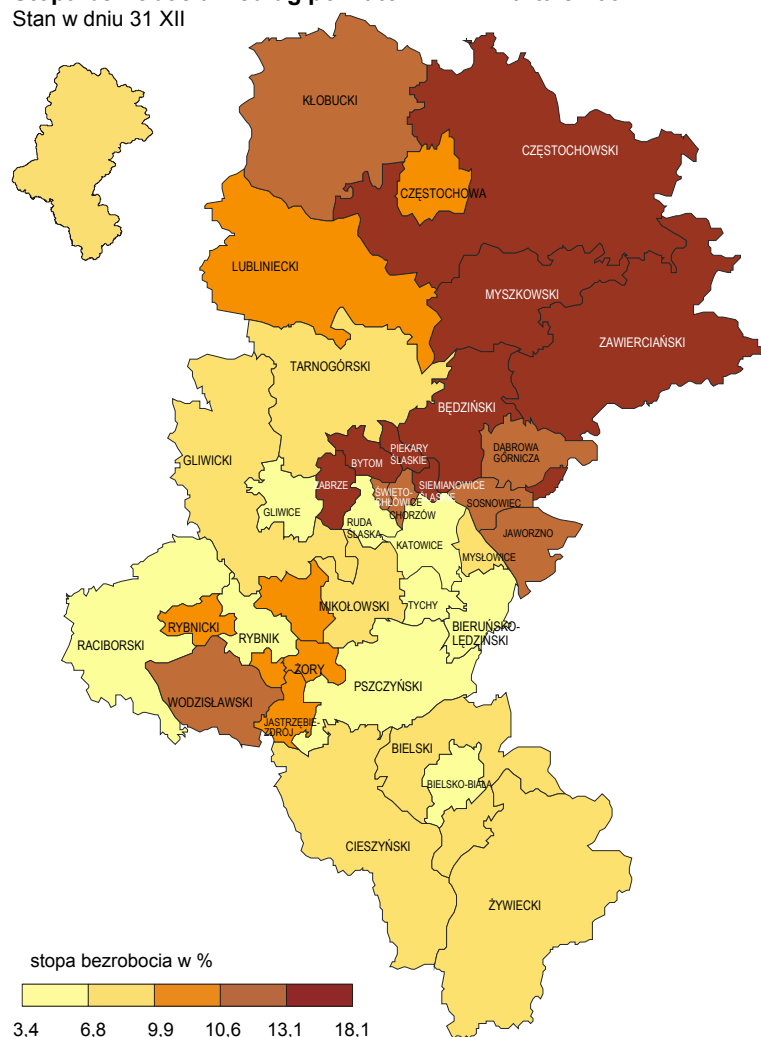 Stan w dniu 31 XII
KŁOBUCKI
CZĘSTOCHOWSKI
CZĘSTOCHOWA
LUBLINIECKI
MYSZKOWSKI
ZAWIERCIAŃSKI
TARNOGÓRSKI
BĘDZIŃSKI
DĄBROWA
GÓRNICZA
PIEKARY
ŚLĄSKIE
BYTOM
GLIWICKI
ZABRZE
SIEMIANOWICE
ŚLĄSKIE
ŚWIĘTO-
CHŁOWICE
SOSNOWIEC
GLIWICE
CHORZÓW
RUDA
ŚLĄSKA
JAWORZNO
KATOWICE
MYSŁOWICE
MIKOŁOWSKI
TYCHY
RYBNICKI
BIERUŃSKO-
LĘDZIŃSKI
RYBNIK
RACIBORSKI
ŻORY
PSZCZYŃSKI
WODZISŁAWSKI
JASTRZĘBIE-
ZDRÓJ
BIELSKI
BIELSKO-BIAŁA
CIESZYŃSKI
ŻYWIECKI
stopa bezrobocia w %
3,4 6,8 9,9 10,6 13,1 18,1